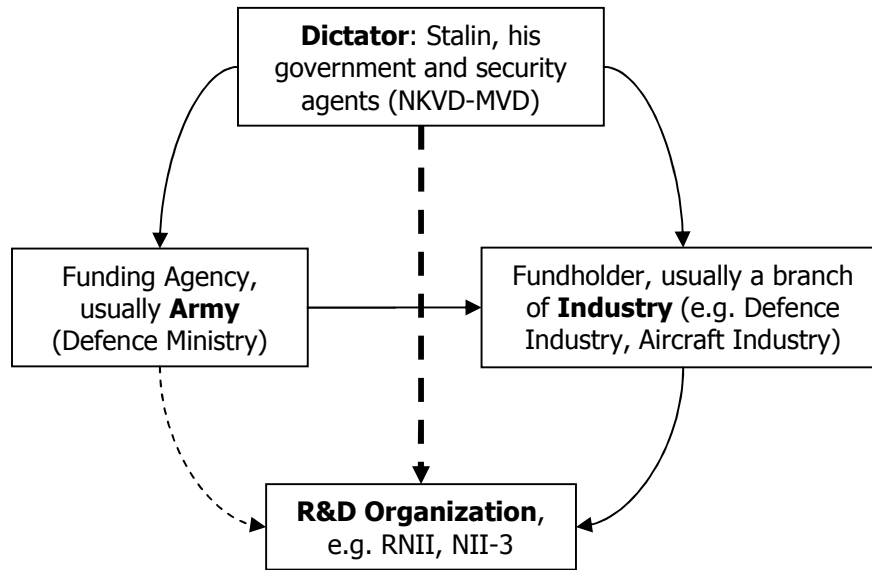 Dictator: Stalin, his
government and security
agents (NKVD-MVD)
Funding Agency,
usually Army
(Defence Ministry)
Fundholder, usually a branch
of Industry (e.g. Defence
Industry, Aircraft Industry)
R&D Organization,
e.g. RNII, NII-3